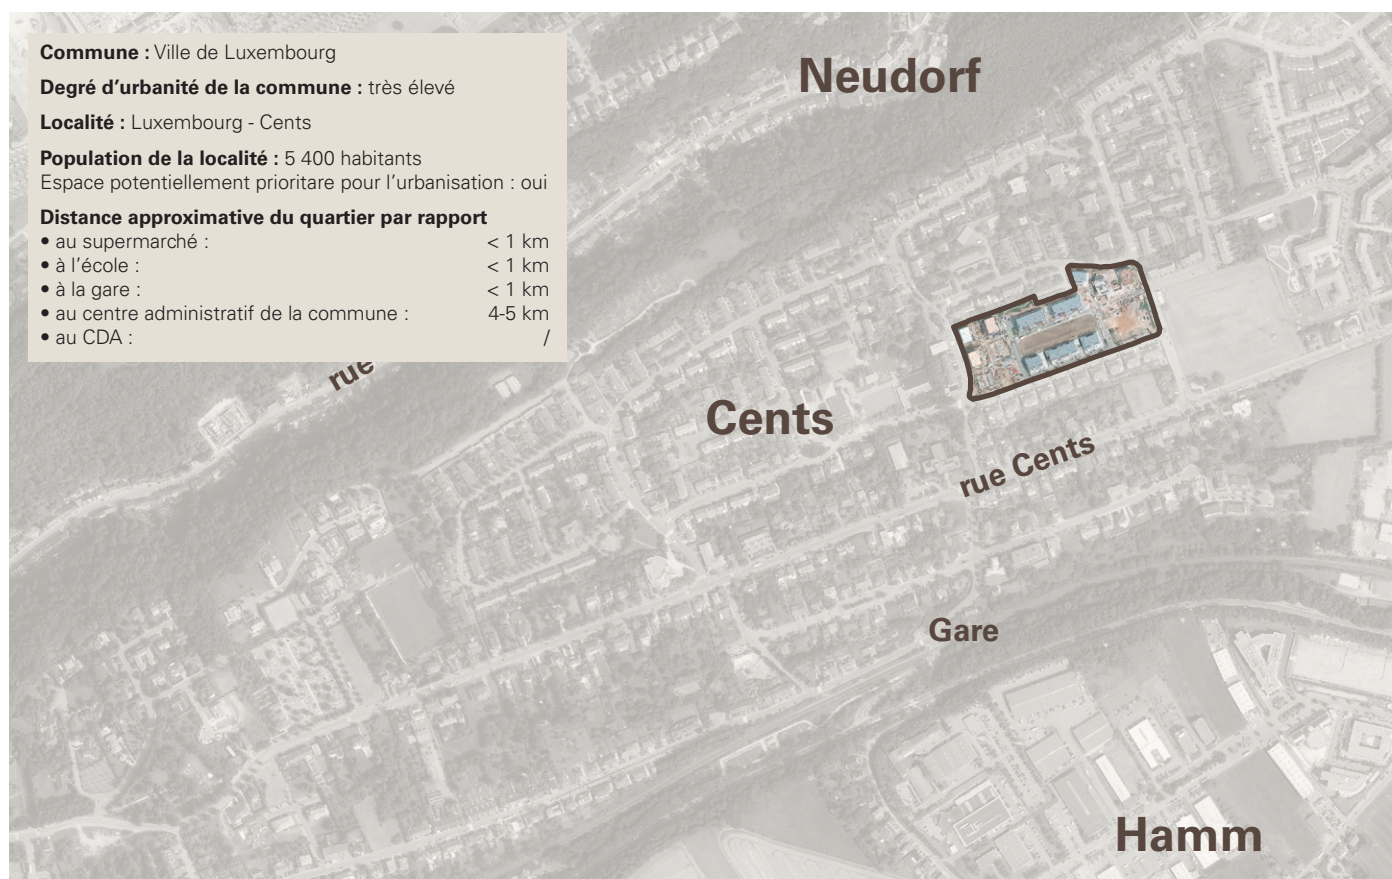 Commune : Ville de Luxembourg
Degré d'urbanité de la commune : très élevé
Localité : Luxembourg - Cents
Population de la localité : 5 400 habitants
Espace potentiellement prioritare pour l'urbanisation : oui
Distance approximative du quartier par rapport
• au supermarché : < 1 km
• à l'école : < 1 km
• à la gare : < 1 km
• au centre administratif de la commune : 4-5 km
• au CDA : /
Neudorf
rue
Cents
rue Cents
Gare
Hamm